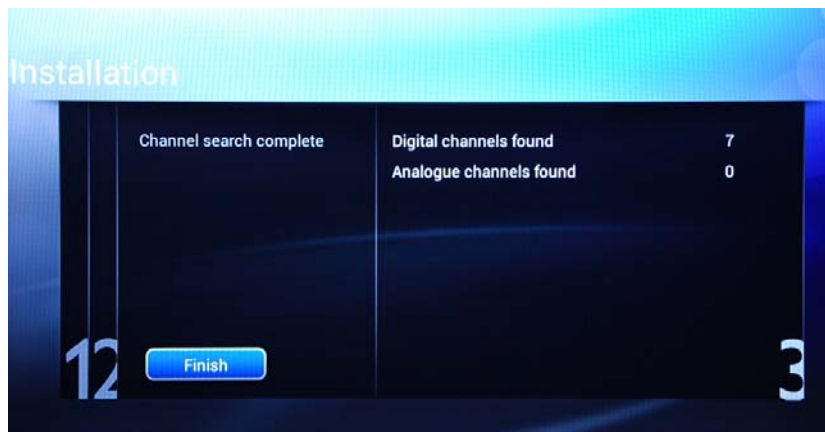 Installation
Channel search complete
Digital channels found 7
Analogue channels found 0
12
Finish
3